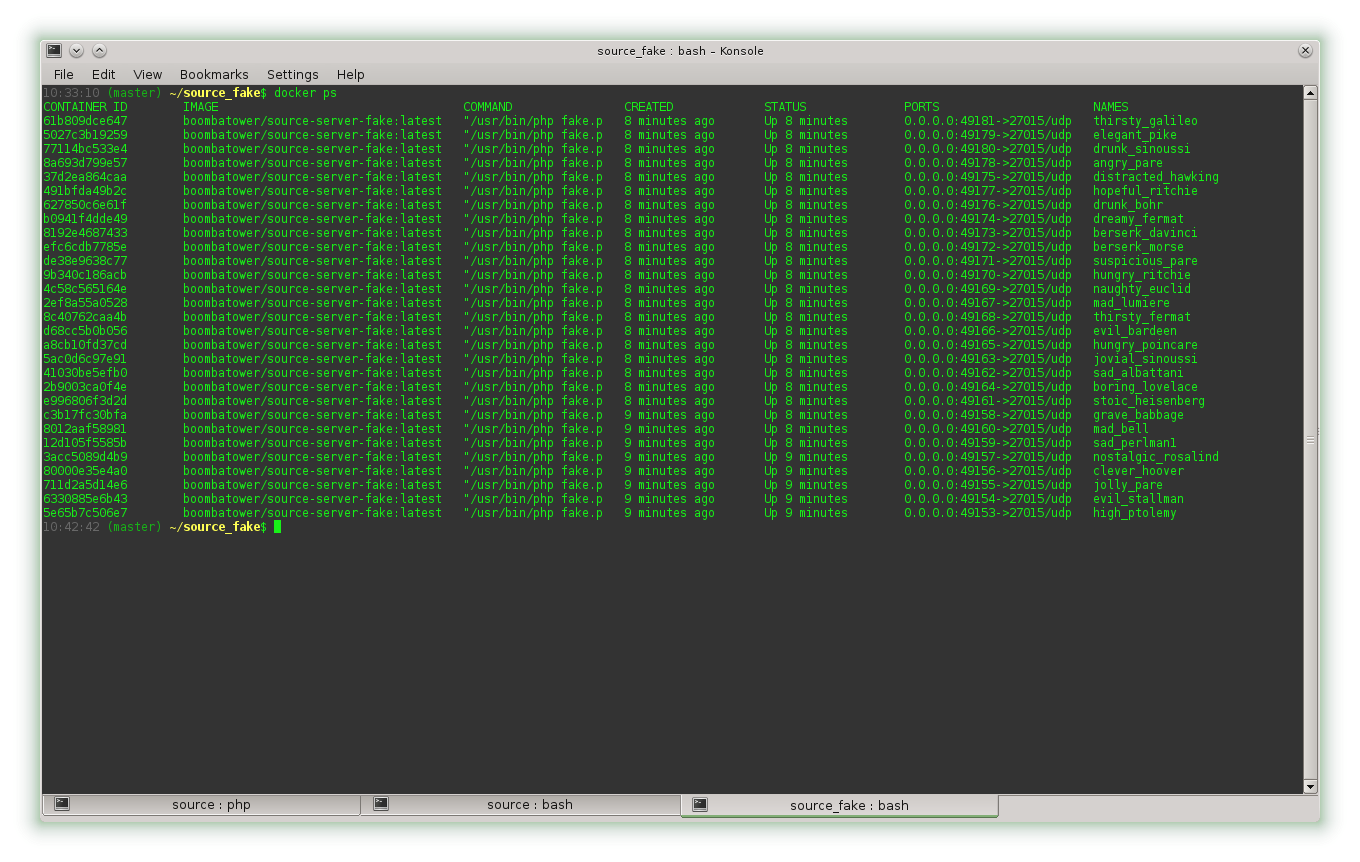 source_fake : bash – Konsole
File Edit View Bookmarks Settings Help
10:33:10 (master) ~/source_fake$ docker ps
CONTAINER ID IMAGE COMMAND CREATED STATUS PORTS NAMES
61b809dce647 boombatower/source-server-fake:latest "/usr/bin/php fake.p 8 minutes ago Up 8 minutes 0.0.0.0:49181->27015/udp thirsty_galileo
5027c3b19259 boombatower/source-server-fake:latest "/usr/bin/php fake.p 8 minutes ago Up 8 minutes 0.0.0.0:49179->27015/udp elegant_pike
77114bc533e4 boombatower/source-server-fake:latest "/usr/bin/php fake.p 8 minutes ago Up 8 minutes 0.0.0.0:49180->27015/udp drunk_sinoussi
8a693d799e57 boombatower/source-server-fake:latest "/usr/bin/php fake.p 8 minutes ago Up 8 minutes 0.0.0.0:49178->27015/udp angry_pare
37d2ea864caa boombatower/source-server-fake:latest "/usr/bin/php fake.p 8 minutes ago Up 8 minutes 0.0.0.0:49175->27015/udp distracted_hawking
491bfda49b2c boombatower/source-server-fake:latest "/usr/bin/php fake.p 8 minutes ago Up 8 minutes 0.0.0.0:49177->27015/udp hopeful_ritchie
627850c6e61f boombatower/source-server-fake:latest "/usr/bin/php fake.p 8 minutes ago Up 8 minutes 0.0.0.0:49176->27015/udp drunk_bohr
b0941f4dde49 boombatower/source-server-fake:latest "/usr/bin/php fake.p 8 minutes ago Up 8 minutes 0.0.0.0:49174->27015/udp dreamy_fermat
8192e4687433 boombatower/source-server-fake:latest "/usr/bin/php fake.p 8 minutes ago Up 8 minutes 0.0.0.0:49173->27015/udp berserk_davinci
efc6cdb7785e boombatower/source-server-fake:latest "/usr/bin/php fake.p 8 minutes ago Up 8 minutes 0.0.0.0:49172->27015/udp berserk_morse
de38e9638c77 boombatower/source-server-fake:latest "/usr/bin/php fake.p 8 minutes ago Up 8 minutes 0.0.0.0:49171->27015/udp suspicious_pare
9b340c186acb boombatower/source-server-fake:latest "/usr/bin/php fake.p 8 minutes ago Up 8 minutes 0.0.0.0:49170->27015/udp hungry_ritchie
4c58c565164e boombatower/source-server-fake:latest "/usr/bin/php fake.p 8 minutes ago Up 8 minutes 0.0.0.0:49169->27015/udp naughty_euclid
2ef8a55a0528 boombatower/source-server-fake:latest "/usr/bin/php fake.p 8 minutes ago Up 8 minutes 0.0.0.0:49167->27015/udp mad_lumiere
8c40762caa4b boombatower/source-server-fake:latest "/usr/bin/php fake.p 8 minutes ago Up 8 minutes 0.0.0.0:49168->27015/udp thirsty_fermat
d68cc5b0b056 boombatower/source-server-fake:latest "/usr/bin/php fake.p 8 minutes ago Up 8 minutes 0.0.0.0:49166->27015/udp evil_bardeen
a8cb10fd37cd boombatower/source-server-fake:latest "/usr/bin/php fake.p 8 minutes ago Up 8 minutes 0.0.0.0:49165->27015/udp hungry_poincare
5ac0d6c97e91 boombatower/source-server-fake:latest "/usr/bin/php fake.p 8 minutes ago Up 8 minutes 0.0.0.0:49163->27015/udp jovial_sinoussi
41030be5efb0 boombatower/source-server-fake:latest "/usr/bin/php fake.p 8 minutes ago Up 8 minutes 0.0.0.0:49162->27015/udp sad_albattani
2b9003ca0f4e boombatower/source-server-fake:latest "/usr/bin/php fake.p 8 minutes ago Up 8 minutes 0.0.0.0:49164->27015/udp boring_lovelace
e996806f3d2d boombatower/source-server-fake:latest "/usr/bin/php fake.p 8 minutes ago Up 8 minutes 0.0.0.0:49161->27015/udp stoic_heisenberg
c3b17fc30bfa boombatower/source-server-fake:latest "/usr/bin/php fake.p 9 minutes ago Up 8 minutes 0.0.0.0:49158->27015/udp grave_babbage
8012aaf58981 boombatower/source-server-fake:latest "/usr/bin/php fake.p 9 minutes ago Up 8 minutes 0.0.0.0:49160->27015/udp mad_bell
12d105f5585b boombatower/source-server-fake:latest "/usr/bin/php fake.p 9 minutes ago Up 8 minutes 0.0.0.0:49159->27015/udp sad_perlman1
3acc5089d4b9 boombatower/source-server-fake:latest "/usr/bin/php fake.p 9 minutes ago Up 9 minutes 0.0.0.0:49157->27015/udp nostalgic_rosalind
80000e35e4a0 boombatower/source-server-fake:latest "/usr/bin/php fake.p 9 minutes ago Up 9 minutes 0.0.0.0:49156->27015/udp clever_hoover
711d2a5d14e6 boombatower/source-server-fake:latest "/usr/bin/php fake.p 9 minutes ago Up 9 minutes 0.0.0.0:49155->27015/udp jolly_pare
6330885e6b43 boombatower/source-server-fake:latest "/usr/bin/php fake.p 9 minutes ago Up 9 minutes 0.0.0.0:49154->27015/udp evil_stallman
5e65b7c506e7 boombatower/source-server-fake:latest "/usr/bin/php fake.p 9 minutes ago Up 9 minutes 0.0.0.0:49153->27015/udp high_ptolemy
10:42:42 (master) ~/source_fake$
source : php source : bash source_fake : bash